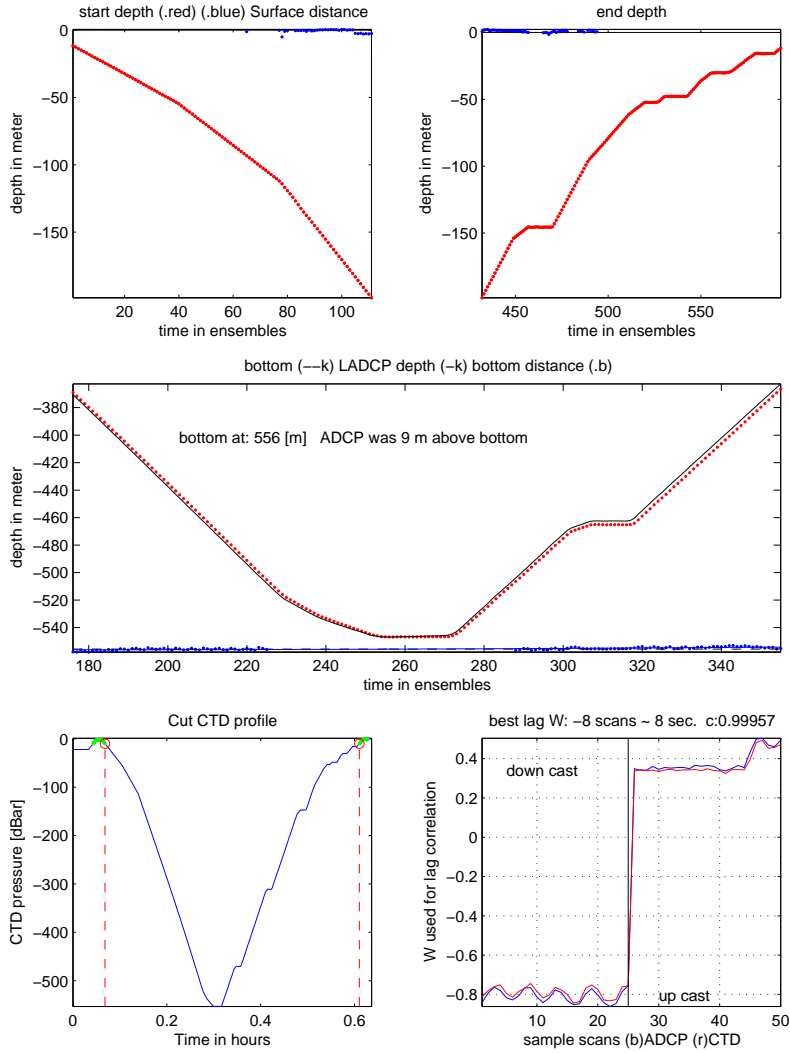 start depth (.red) (.blue) Surface distance
0
−50
−100
−150
depth in meter
20 40 60 80 100
time in ensembles
end depth
0
−50
−100
−150
depth in meter
450 500 550
time in ensembles
bottom (−−k) LADCP depth (−k) bottom distance (.b)
−380
−400
−420
−440
−460
−480
−500
−520
−540
depth in meter
bottom at: 556 [m] ADCP was 9 m above bottom
180 200 220 240 260 280 300 320 340
time in ensembles
Cut CTD profile
0
−100
−200
−300
−400
−500
CTD pressure [dBar]
0 0.2 0.4 0.6
Time in hours
best lag W: −8 scans ~ 8 sec. c:0.99957
0.4
0.2
0
−0.2
−0.4
−0.6
−0.8
W used for lag correlation
down cast
up cast
10 20 30 40 50
sample scans (b)ADCP (r)CTD